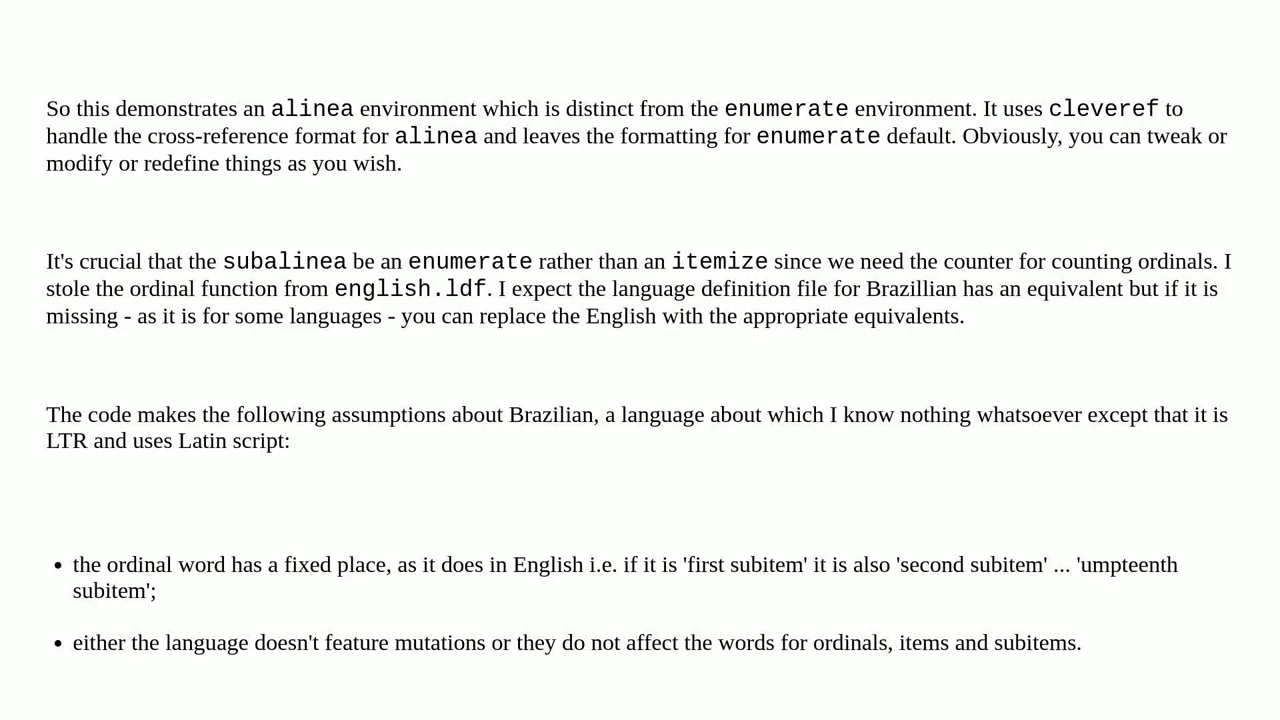 So this demonstrates an alinea environment which is distinct from the enumerate environment. It uses cleveref to
handle the cross-reference format for alinea and leaves the formatting for enumerate default. Obviously, you can tweak or
modify or redefine things as you wish.
It's crucial that the subalinea be an enumerate rather than an itemize since we need the counter for counting ordinals. I
stole the ordinal function from english.ldf. I expect the language definition file for Brazillian has an equivalent but if it is
missing - as it is for some languages - you can replace the English with the appropriate equivalents.
The code makes the following assumptions about Brazilian, a language about which I know nothing whatsoever except that it is
LTR and uses Latin script:
• the ordinal word has a fixed place, as it does in English i.e. if it is 'first subitem' it is also 'second subitem' ... 'umpteenth
subitem';
• either the language doesn't feature mutations or they do not affect the words for ordinals, items and subitems.